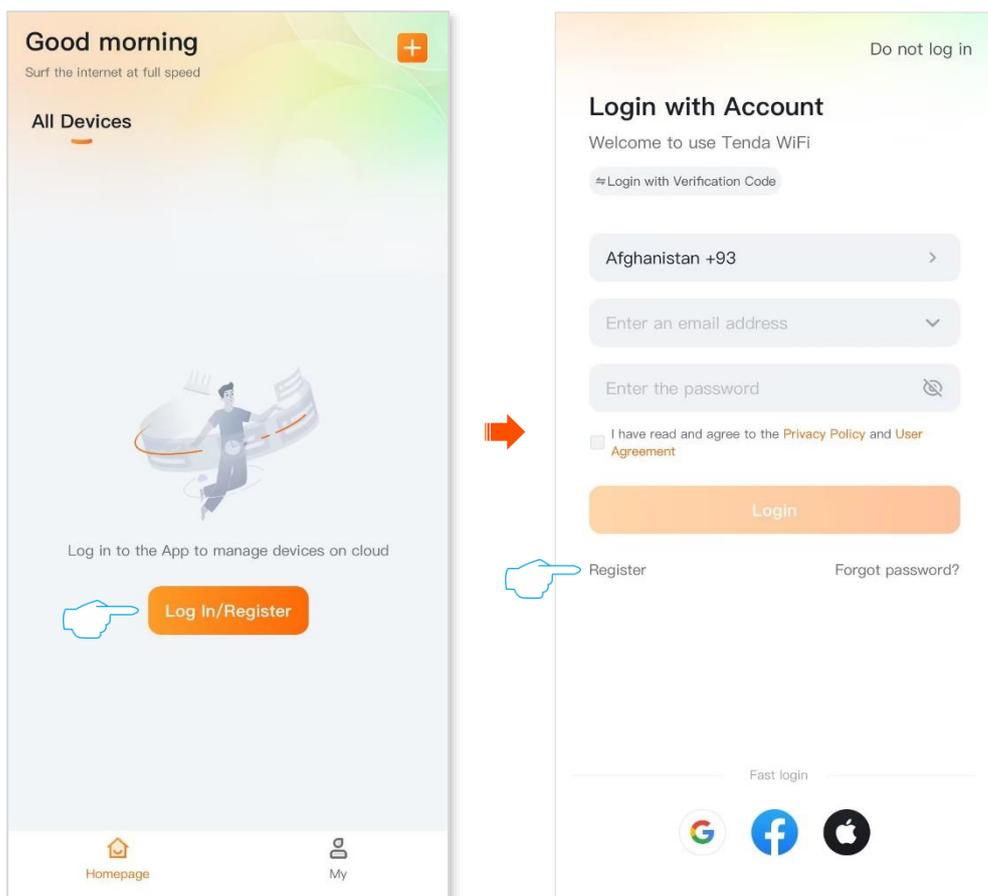 Good morning
Surf the internet at full speed
All Devices
Log in to the App to manage devices on cloud
Log In/Register
Homepage
My
Do not log in
Login with Account
Welcome to use Tenda WiFi
⇋Login with Verification Code
Afghanistan +93
Enter an email address
Enter the password
I have read and agree to the Privacy Policy and User
Agreement
Login
Register
Forgot password?
Fast login